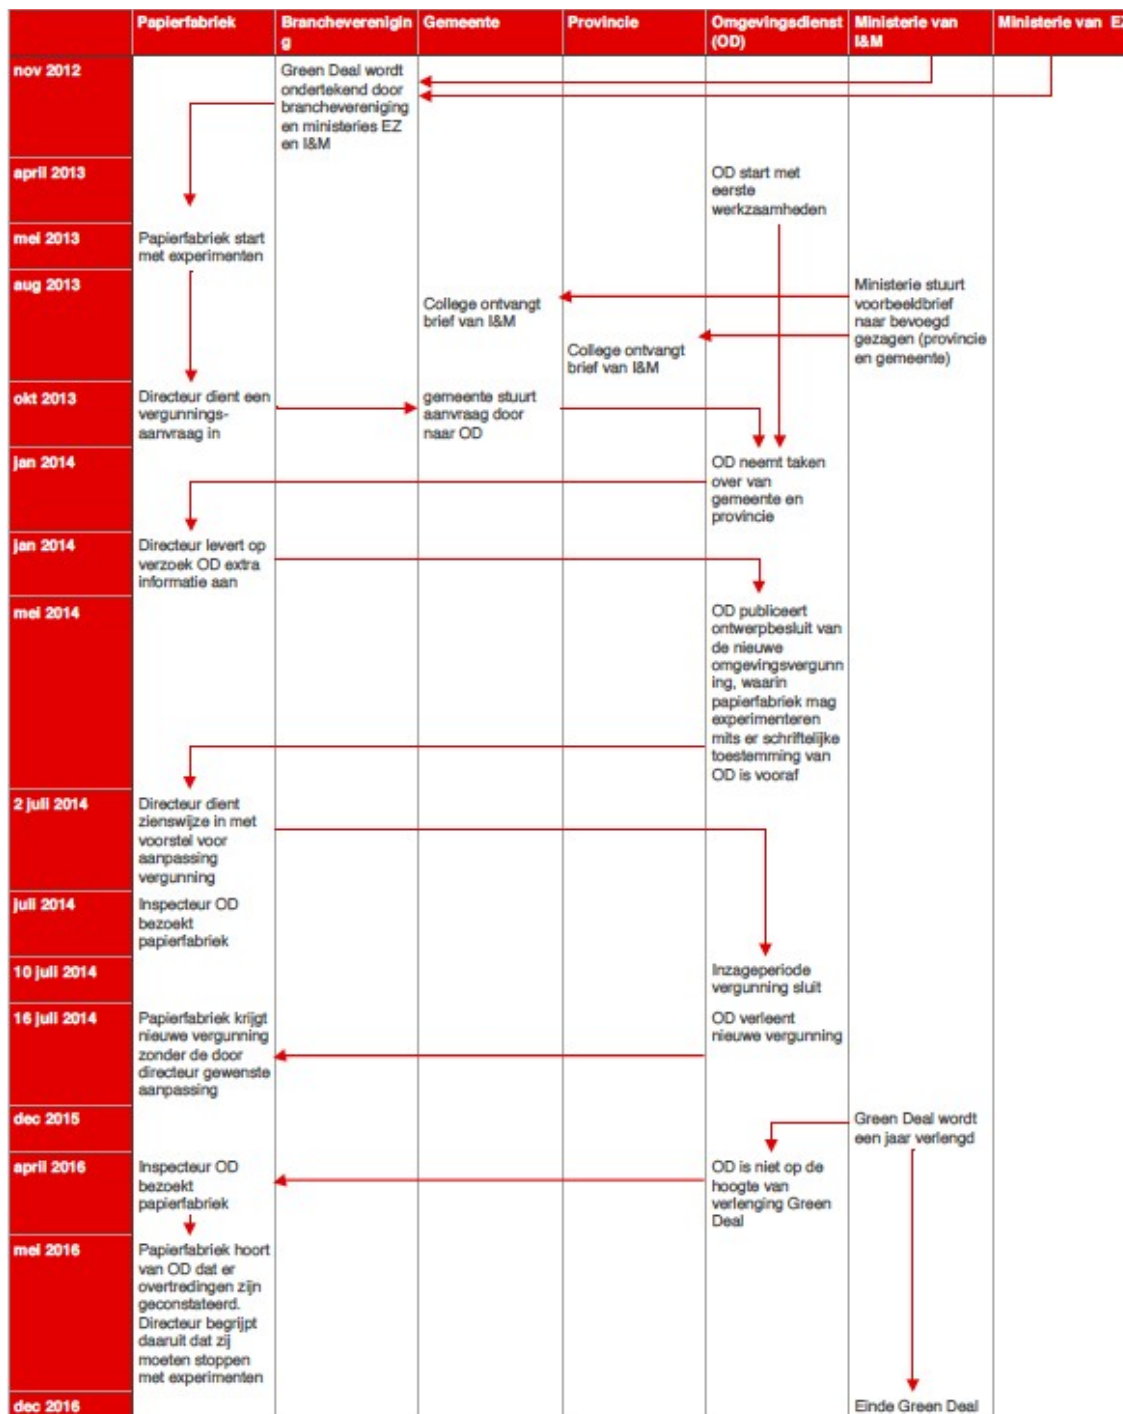 Papierfabriek
Branchevereniging
g
Gemeente
Provincie
Omgevingsdienst
(OD)
Ministerie van
I&M
Ministerie van EZ
nov 2012
Green Deal wordt
ondertekend door
branchevereniging
en ministeries EZ
en I&M
april 2013
OD start met
eerste
werkzaamheden
mei 2013
Papierfabriek start
met experimenten
aug 2013
College ontvangt
brief van I&M
College ontvangt
brief van I&M
Ministerie stuurt
voorbeeldbrief
naar bevoegd
gezagen (provincie
en gemeente)
okt 2013
Directeur dient een
vergunnings-
aanvraag in
gemeente stuurt
aanvraag door
naar OD
jan 2014
OD neemt taken
over van
gemeente en
provincie
jan 2014
Directeur levert op
verzoek OD extra
informatie aan
mei 2014
OD publiceert
ontwerpbesluit van
de nieuwe
omgevingsvergunn
ing, waarin
papierfabriek mag
experimenteren
mits er schriftelijke
toestemming van
OD is vooraf
2 juli 2014
Directeur dient
zienswijze in met
voorstel voor
aanpassing
vergunning
juli 2014
Inspecteur OD
bezoekt
papierfabriek
10 juli 2014
Inzageperiode
vergunning sluit
16 juli 2014
Papierfabriek krijgt
nieuwe vergunning
zonder de door
directeur gewenste
aanpassing
OD verleent
nieuwe vergunning
dec 2015
Green Deal wordt
een jaar verlengd
april 2016
Inspecteur OD
bezoekt
papierfabriek
OD is niet op de
hoogte van
verlenging Green
Deal
mei 2016
Papierfabriek hoort
van OD dat er
overtredingen zijn
geconstateerd.
Directeur begrijpt
daaruit dat zij
moeten stoppen
met experimenten
dec 2016
Einde Green Deal